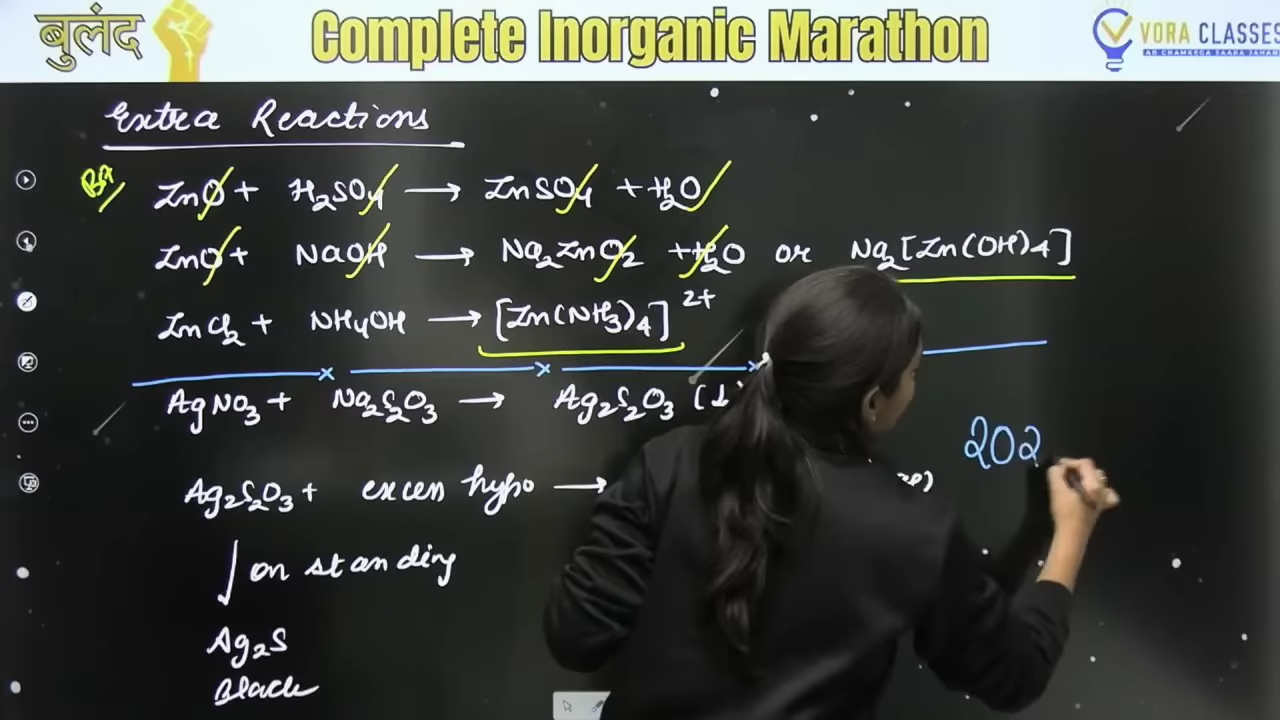 बुलंद
Complete Inorganic Marathon
VORA CLASSES
AB CHAMKEGA SAARA JAHAN
Extra Reactions
ZnO + H₂SO₄ → ZnSO₄ + H₂O
ZnO + NaOH → Na₂ZnO₂ + H₂O or Na₂[Zn(OH)₄]
ZnCl₂ + NH₄OH → [Zn(NH₃)₄]²⁺
AgNO₃ + Na₂S₂O₃ → Ag₂S₂O₃ (↓)
Ag₂S₂O₃ + excess hypo →
202
↓ on standing
Ag₂S
Black